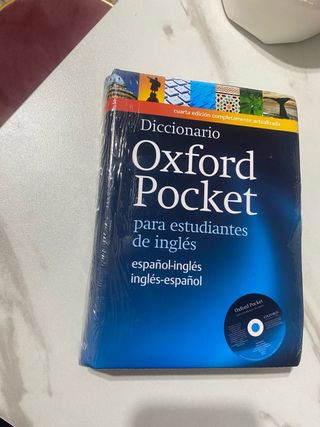 cuarta edición completamente actualizada
Diccionario
Oxford
Pocket
para estudiantes
de inglés
español-inglés
inglés-español
Oxford Pocket